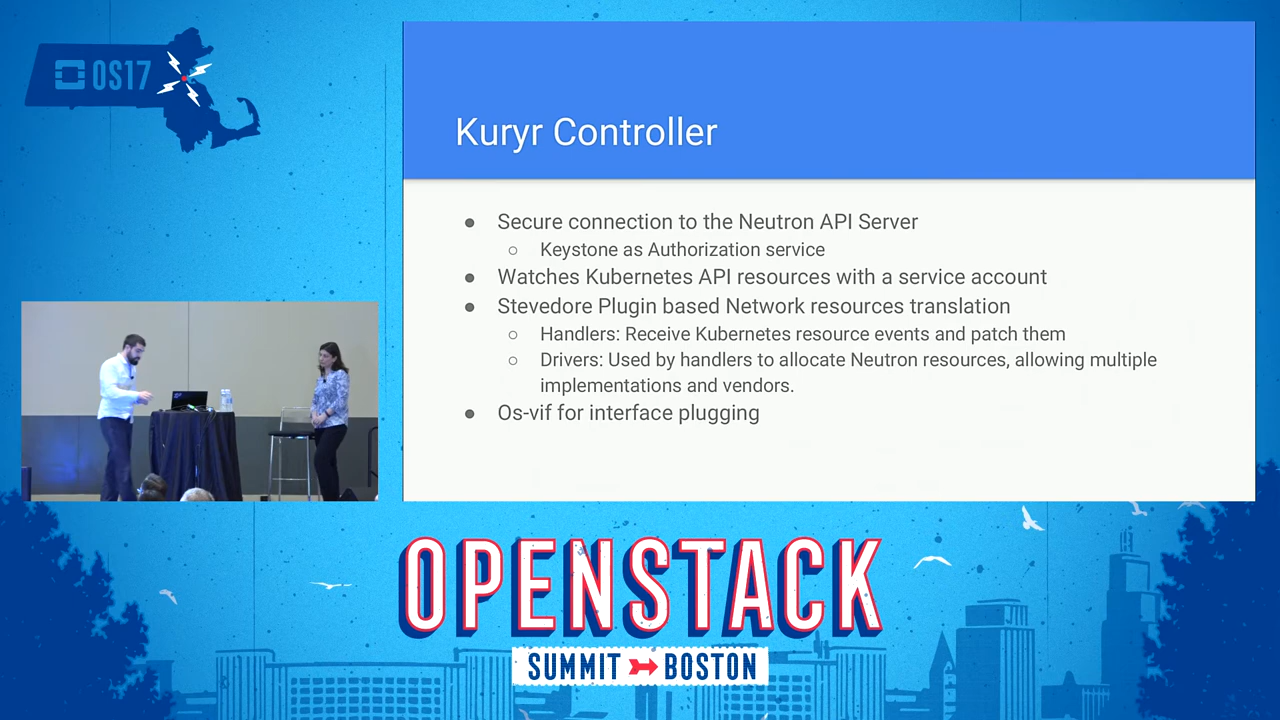 OS17
Kuryr Controller
● Secure connection to the Neutron API Server
○ Keystone as Authorization service
● Watches Kubernetes API resources with a service account
● Stevedore Plugin based Network resources translation
○ Handlers: Receive Kubernetes resource events and patch them
○ Drivers: Used by handlers to allocate Neutron resources, allowing multiple
implementations and vendors.
● Os-vif for interface plugging
OPENSTACK
SUMMIT BOSTON